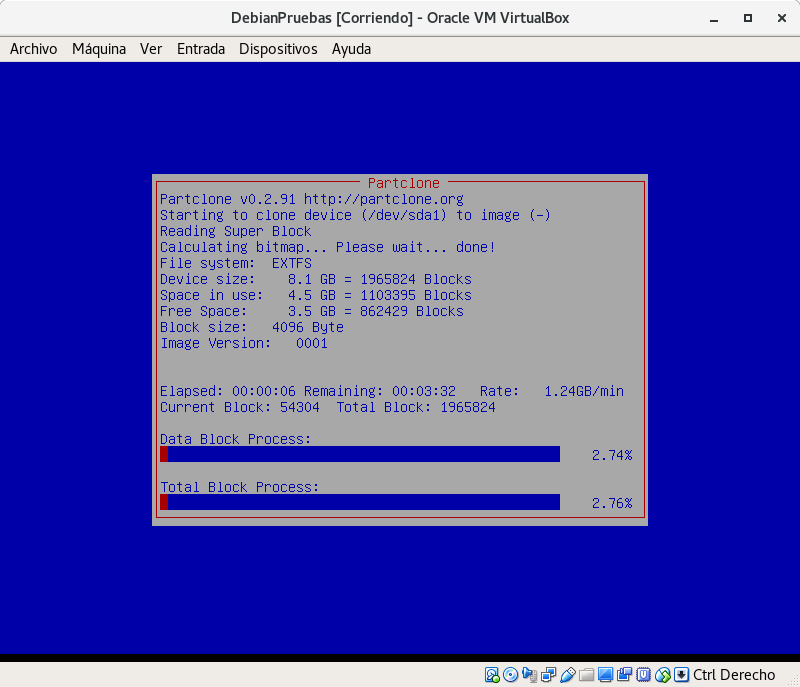 DebianPruebas [Corriendo] - Oracle VM VirtualBox
Archivo Máquina Ver Entrada Dispositivos Ayuda
Partclone
Partclone v0.2.91 http://partclone.org
Starting to clone device (/dev/sda1) to image (-)
Reading Super Block
Calculating bitmap... Please wait... done!
File system:  EXTFS
Device size:    8.1 GB = 1965824 Blocks
Space in use:   4.5 GB = 1103395 Blocks
Free Space:     3.5 GB = 862429 Blocks
Block size:   4096 Byte
Image Version:   0001
Elapsed: 00:00:06 Remaining: 00:03:32   Rate:   1.24GB/min
Current Block: 54304  Total Block: 1965824
Data Block Process:
2.74%
Total Block Process:
2.76%
Ctrl Derecho